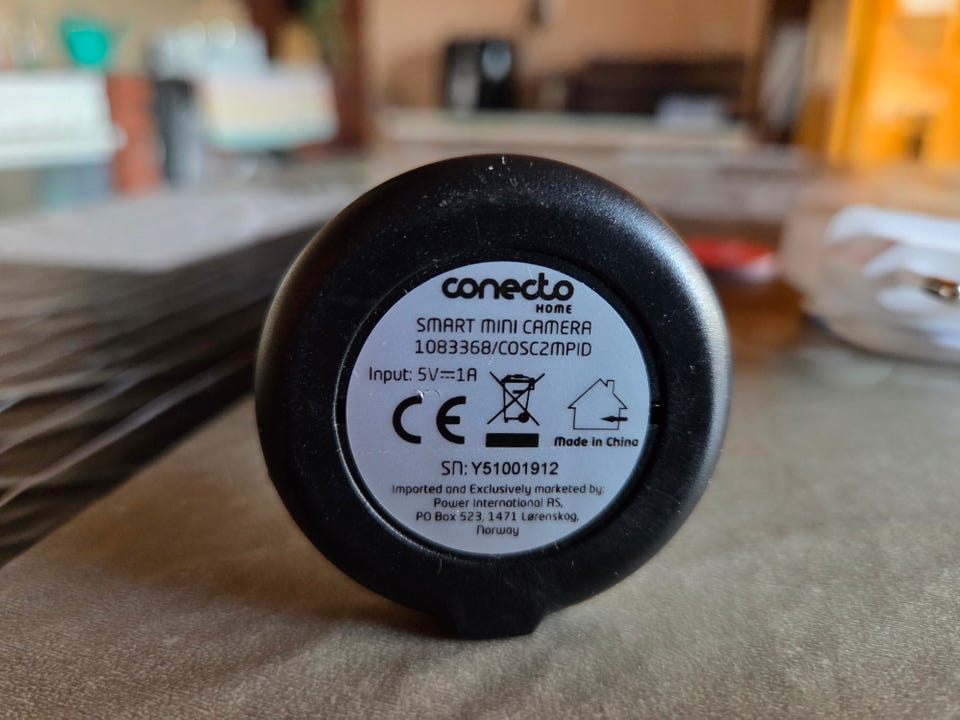 conecto
HOME
SMART MINI CAMERA
1083368/COSC2MPID
Input: 5V⎓1A
CE
Made in China
SN: Y51001912
Imported and Exclusively marketed by:
Power International AS,
PO Box 523, 1471 Lørenskog,
Norway